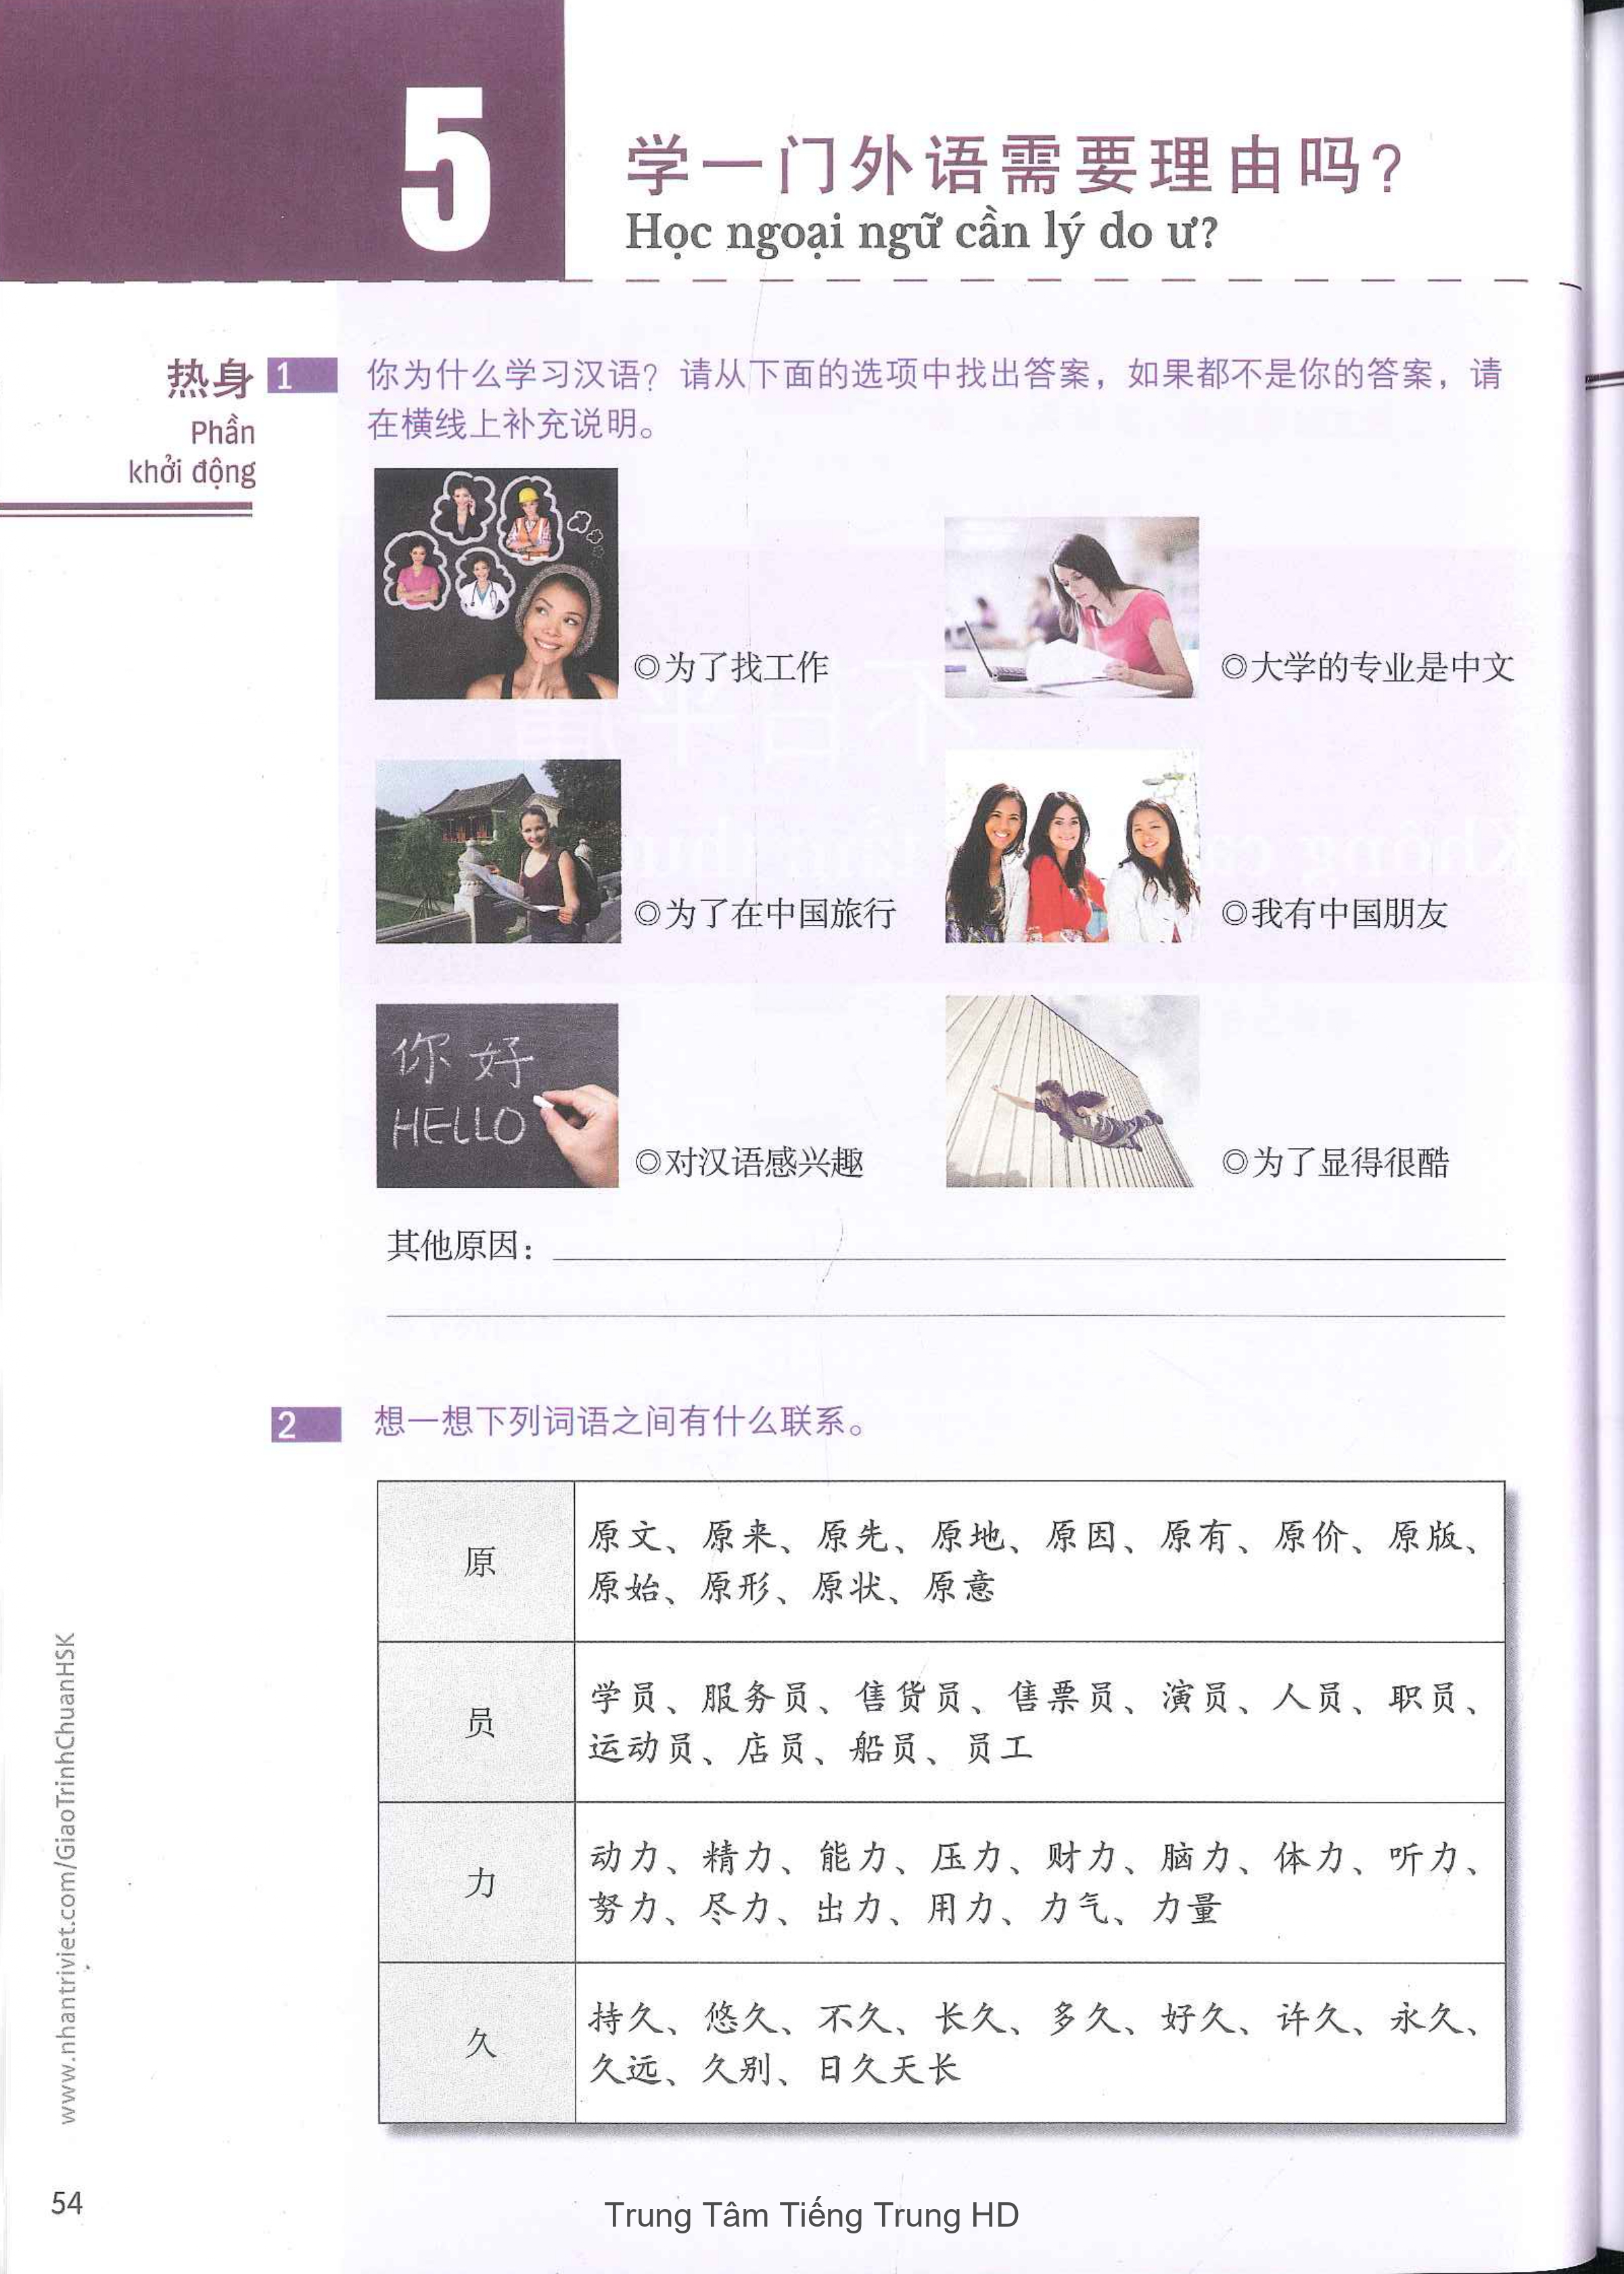 5
学一门外语需要理由吗?
Học ngoại ngữ cần lý do ư?
热身
Phần
khởi động
1
你为什么学习汉语? 请从下面的选项中找出答案，如果都不是你的答案，请
在横线上补充说明。
◎为了找工作
◎大学的专业是中文
◎为了在中国旅行
◎我有中国朋友
你好
HELLO
◎对汉语感兴趣
◎为了显得很酷
其他原因：
2
想一想下列词语之间有什么联系。
原
原文、原来、原先、原地、原因、原有、原价、原版、
原始、原形、原状、原意
员
学员、服务员、售货员、售票员、演员、人员、职员、
运动员、店员、船员、员工
力
动力、精力、能力、压力、财力、脑力、体力、听力、
努力、尽力、出力、用力、力气、力量
久
持久、悠久、不久、长久、多久、好久、许久、永久、
久远、久别、日久天长
www.nhantriviet.com/GiaoTrinhChuanHSK
54
Trung Tâm Tiếng Trung HD